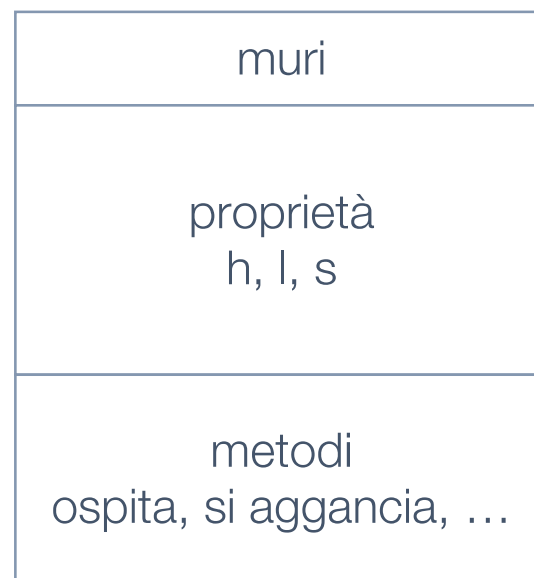 muri
proprietà
h, l, s
metodi
ospita, si aggancia, …